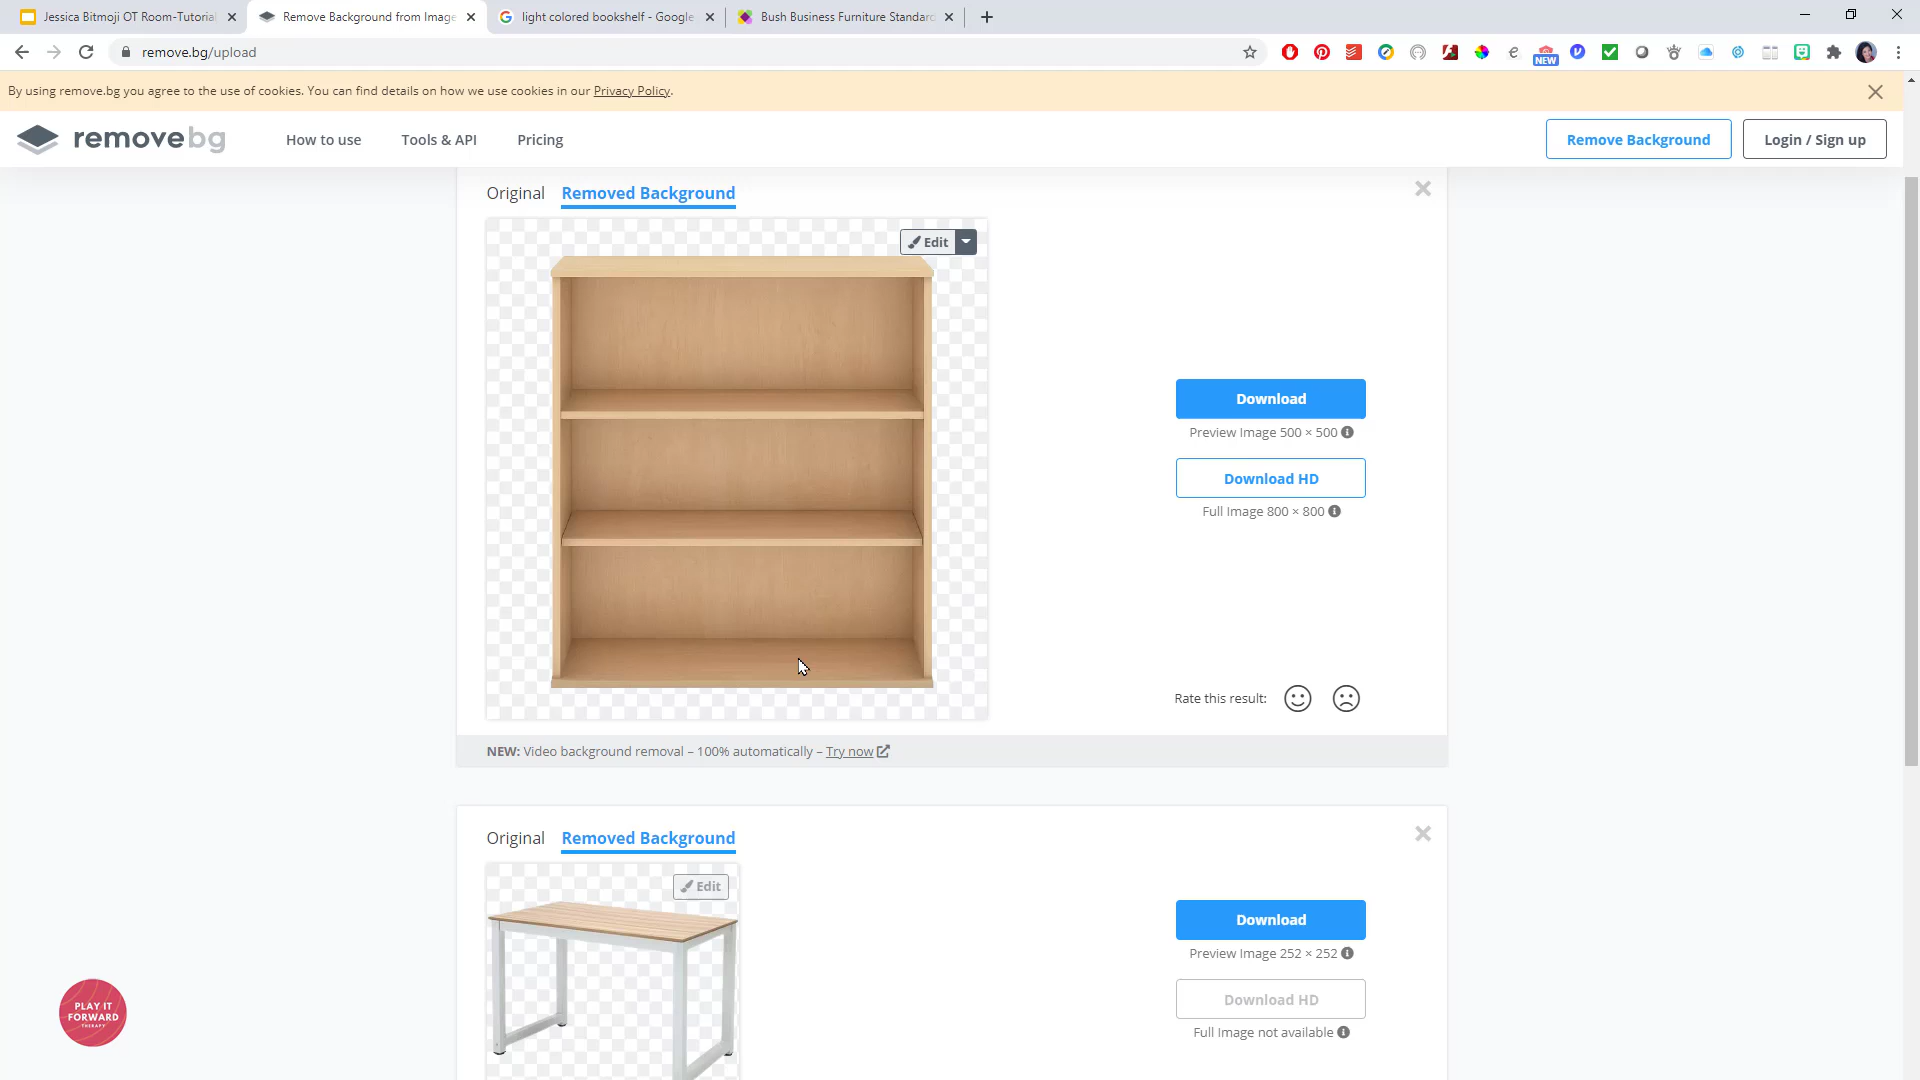 Jessica Bitmoji OT Room-Tutorial
Remove Background from Image
light colored bookshelf - Google
Bush Business Furniture Standard
remove.bg/upload
NEW
By using remove.bg you agree to the use of cookies. You can find details on how we use cookies in our Privacy Policy.
removebg
How to use
Tools & API
Pricing
Remove Background
Login / Sign up
Original
Removed Background
Edit
Download
Preview Image 500 × 500
Download HD
Full Image 800 × 800
Rate this result:
NEW: Video background removal – 100% automatically – Try now
Original
Removed Background
Edit
Download
Preview Image 252 × 252
Download HD
Full Image not available
PLAY IT
FORWARD
THERAPY